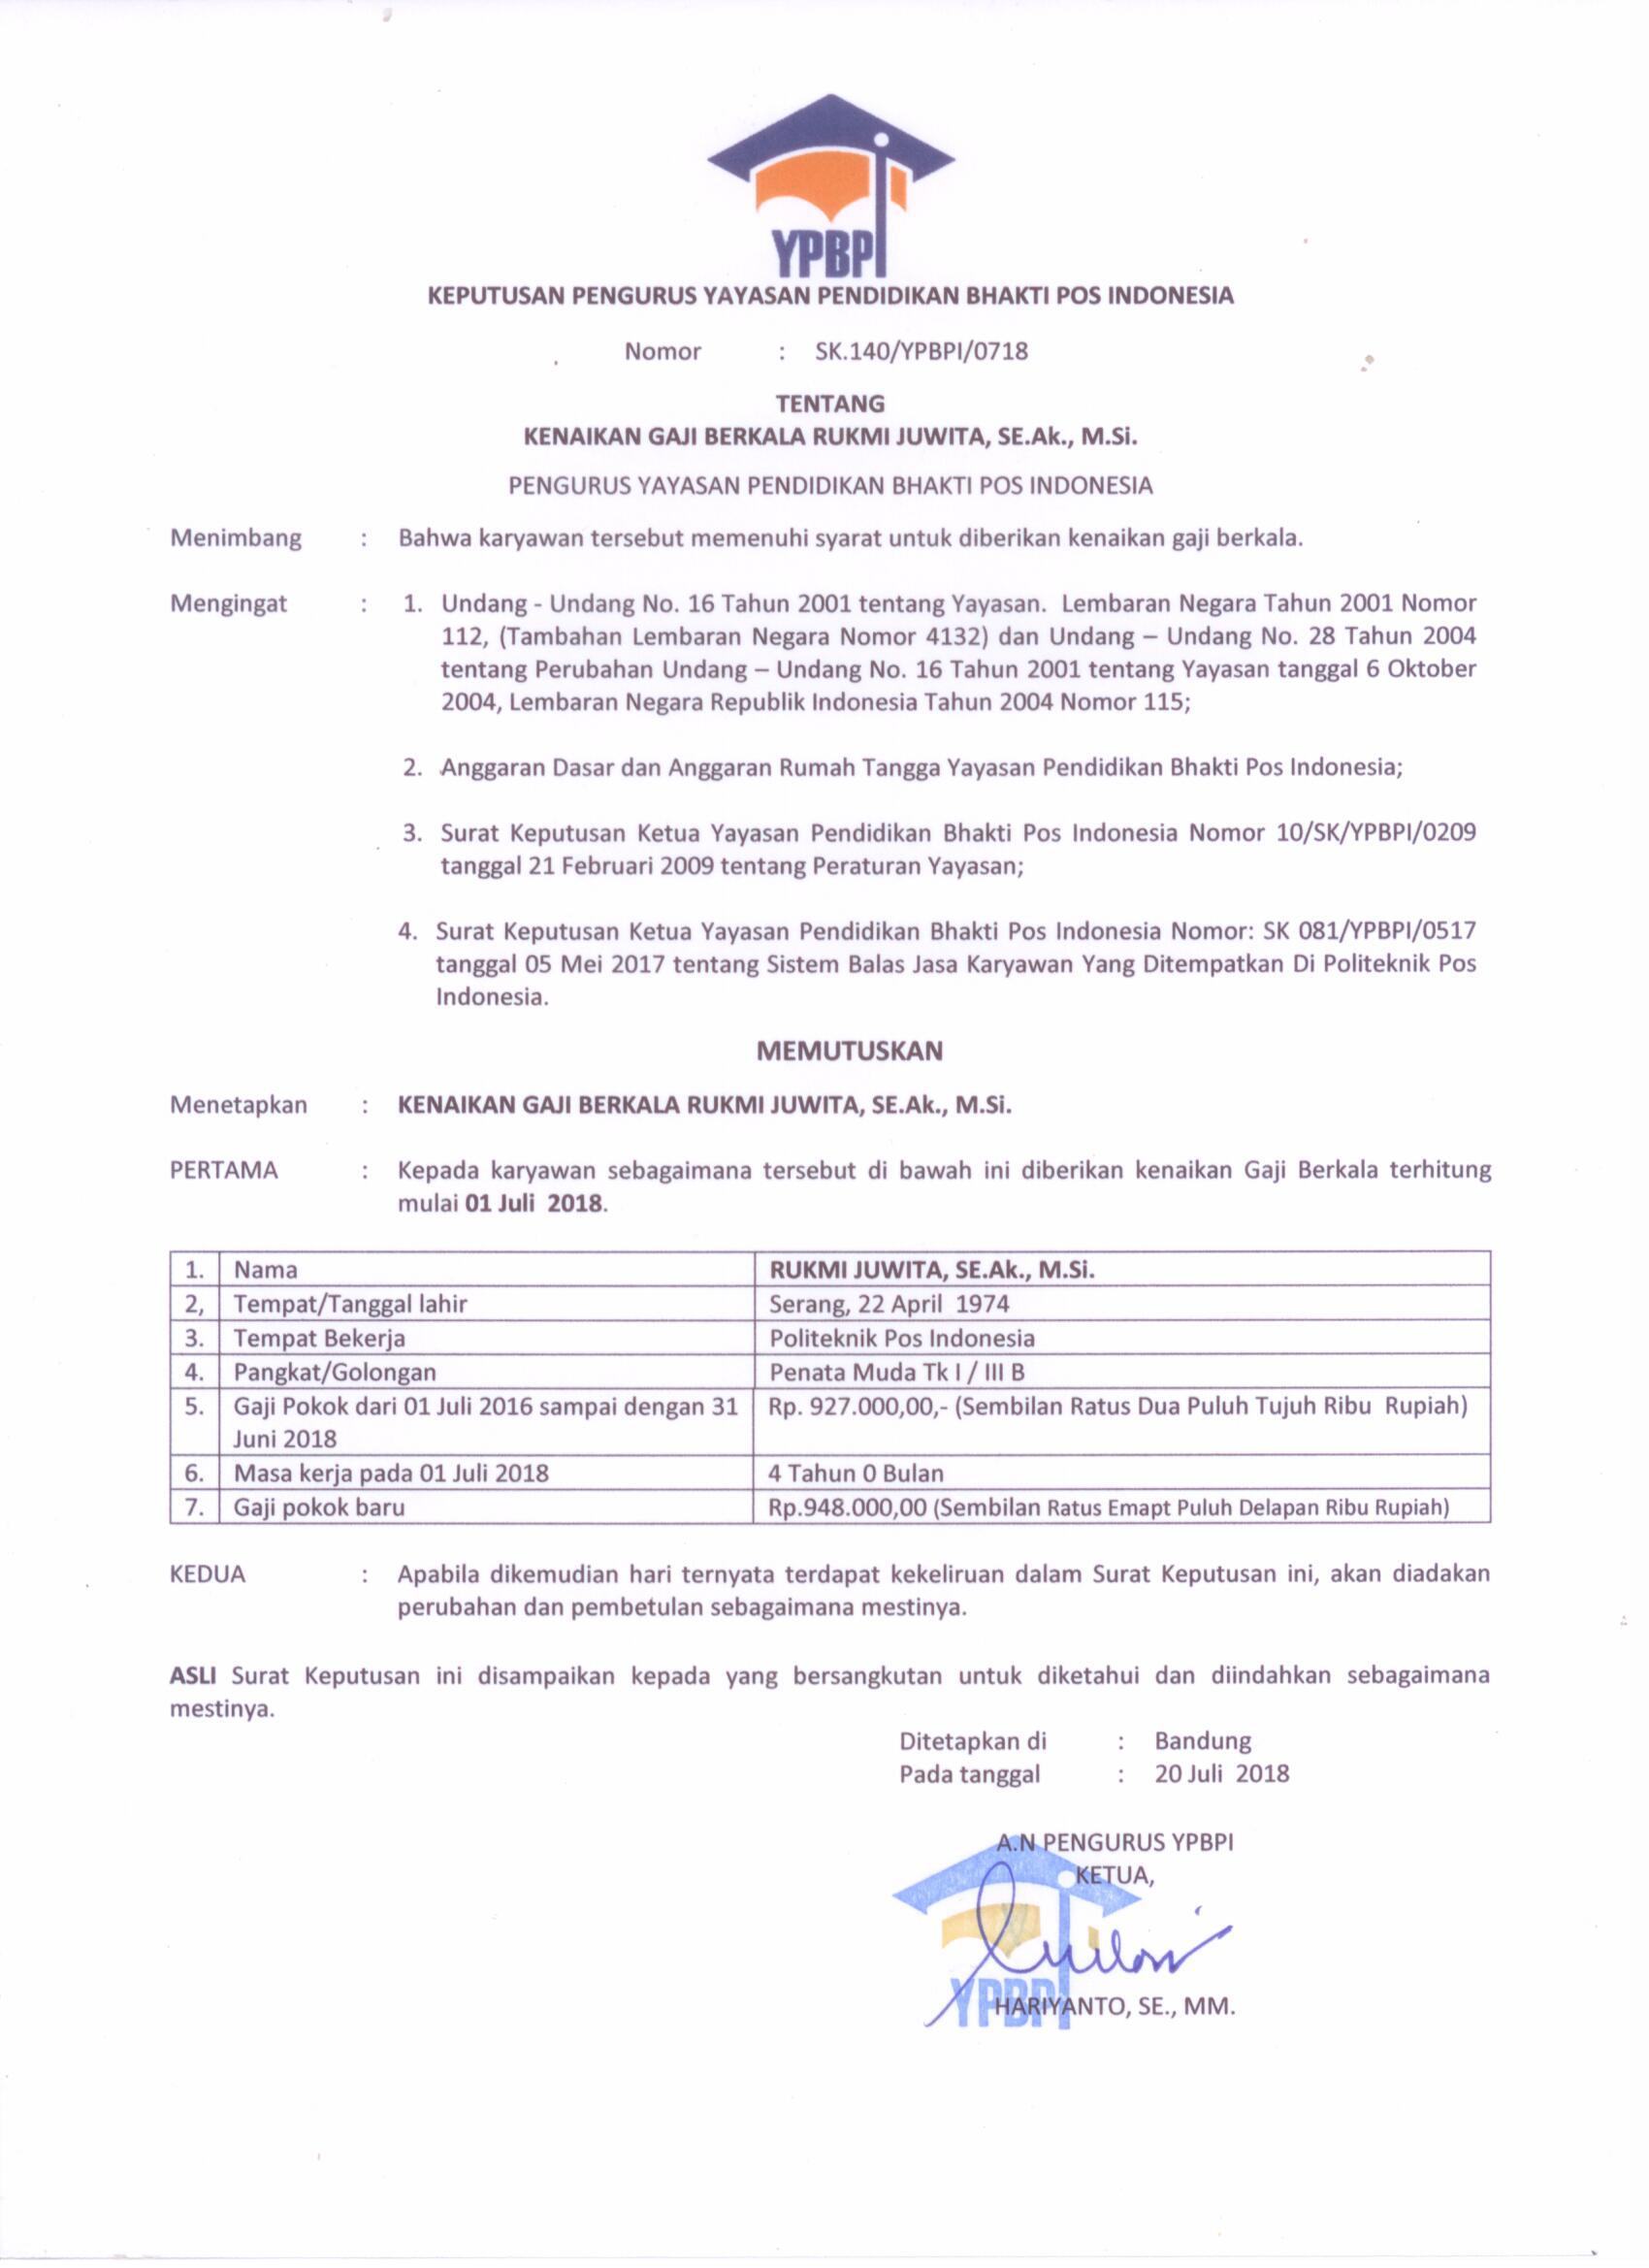 YPBPI
KEPUTUSAN PENGURUS YAYASAN PENDIDIKAN BHAKTI POS INDONESIA
Nomor : SK.140/YPBPI/0718
TENTANG
KENAIKAN GAJI BERKALA RUKMI JUWITA, SE.Ak., M.Si.
PENGURUS YAYASAN PENDIDIKAN BHAKTI POS INDONESIA
Menimbang : Bahwa karyawan tersebut memenuhi syarat untuk diberikan kenaikan gaji berkala.
Mengingat : 1. Undang - Undang No. 16 Tahun 2001 tentang Yayasan. Lembaran Negara Tahun 2001 Nomor
112, (Tambahan Lembaran Negara Nomor 4132) dan Undang – Undang No. 28 Tahun 2004
tentang Perubahan Undang – Undang No. 16 Tahun 2001 tentang Yayasan tanggal 6 Oktober
2004, Lembaran Negara Republik Indonesia Tahun 2004 Nomor 115;
2. Anggaran Dasar dan Anggaran Rumah Tangga Yayasan Pendidikan Bhakti Pos Indonesia;
3. Surat Keputusan Ketua Yayasan Pendidikan Bhakti Pos Indonesia Nomor 10/SK/YPBPI/0209
tanggal 21 Februari 2009 tentang Peraturan Yayasan;
4. Surat Keputusan Ketua Yayasan Pendidikan Bhakti Pos Indonesia Nomor: SK 081/YPBPI/0517
tanggal 05 Mei 2017 tentang Sistem Balas Jasa Karyawan Yang Ditempatkan Di Politeknik Pos
Indonesia.
MEMUTUSKAN
Menetapkan : KENAIKAN GAJI BERKALA RUKMI JUWITA, SE.Ak., M.Si.
PERTAMA : Kepada karyawan sebagaimana tersebut di bawah ini diberikan kenaikan Gaji Berkala terhitung
mulai 01 Juli 2018.
1. Nama RUKMI JUWITA, SE.Ak., M.Si.
2, Tempat/Tanggal lahir Serang, 22 April 1974
3. Tempat Bekerja Politeknik Pos Indonesia
4. Pangkat/Golongan Penata Muda Tk I / III B
5. Gaji Pokok dari 01 Juli 2016 sampai dengan 31 Rp. 927.000,00,- (Sembilan Ratus Dua Puluh Tujuh Ribu Rupiah)
Juni 2018
6. Masa kerja pada 01 Juli 2018 4 Tahun 0 Bulan
7. Gaji pokok baru Rp.948.000,00 (Sembilan Ratus Emapt Puluh Delapan Ribu Rupiah)
KEDUA : Apabila dikemudian hari ternyata terdapat kekeliruan dalam Surat Keputusan ini, akan diadakan
perubahan dan pembetulan sebagaimana mestinya.
ASLI Surat Keputusan ini disampaikan kepada yang bersangkutan untuk diketahui dan diindahkan sebagaimana
mestinya.
Ditetapkan di : Bandung
Pada tanggal : 20 Juli 2018
A.N PENGURUS YPBPI
KETUA,
YPBPI
HARIYANTO, SE., MM.